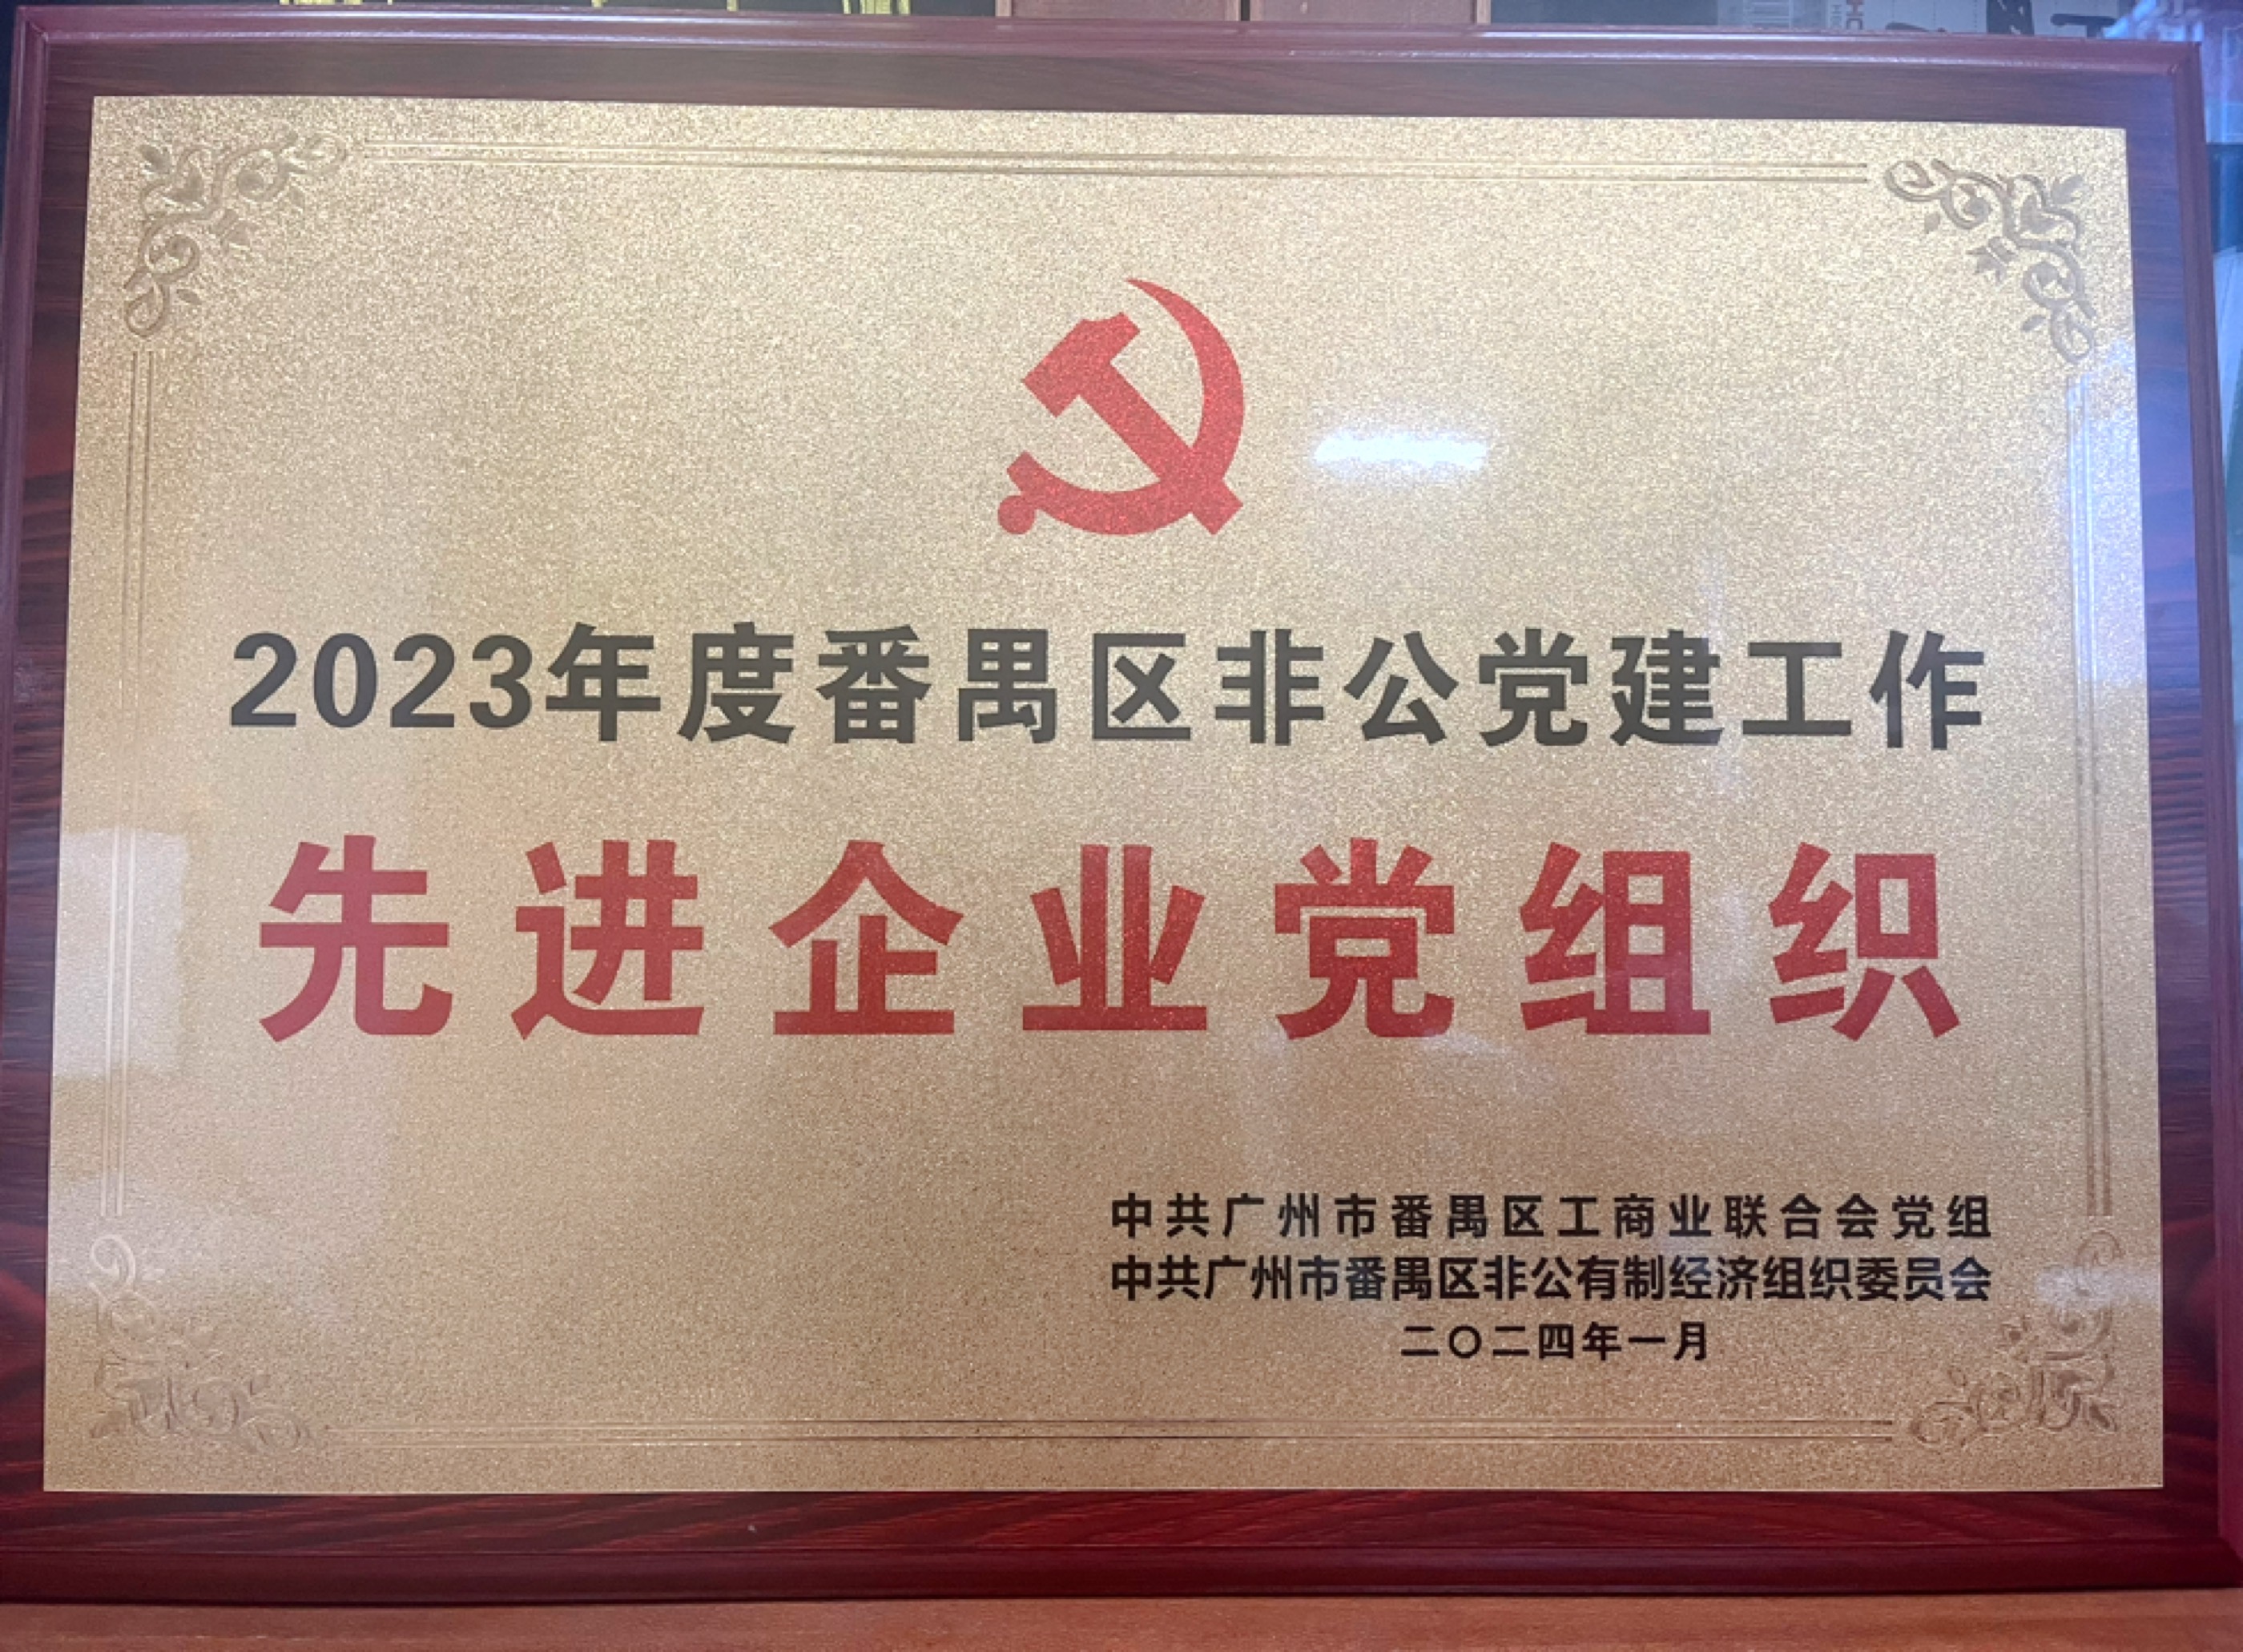 2023年度番禺区非公党建工作
先进企业党组织
中共广州市番禺区工商业联合会党组
中共广州市番禺区非公有制经济组织委员会
二〇二四年一月